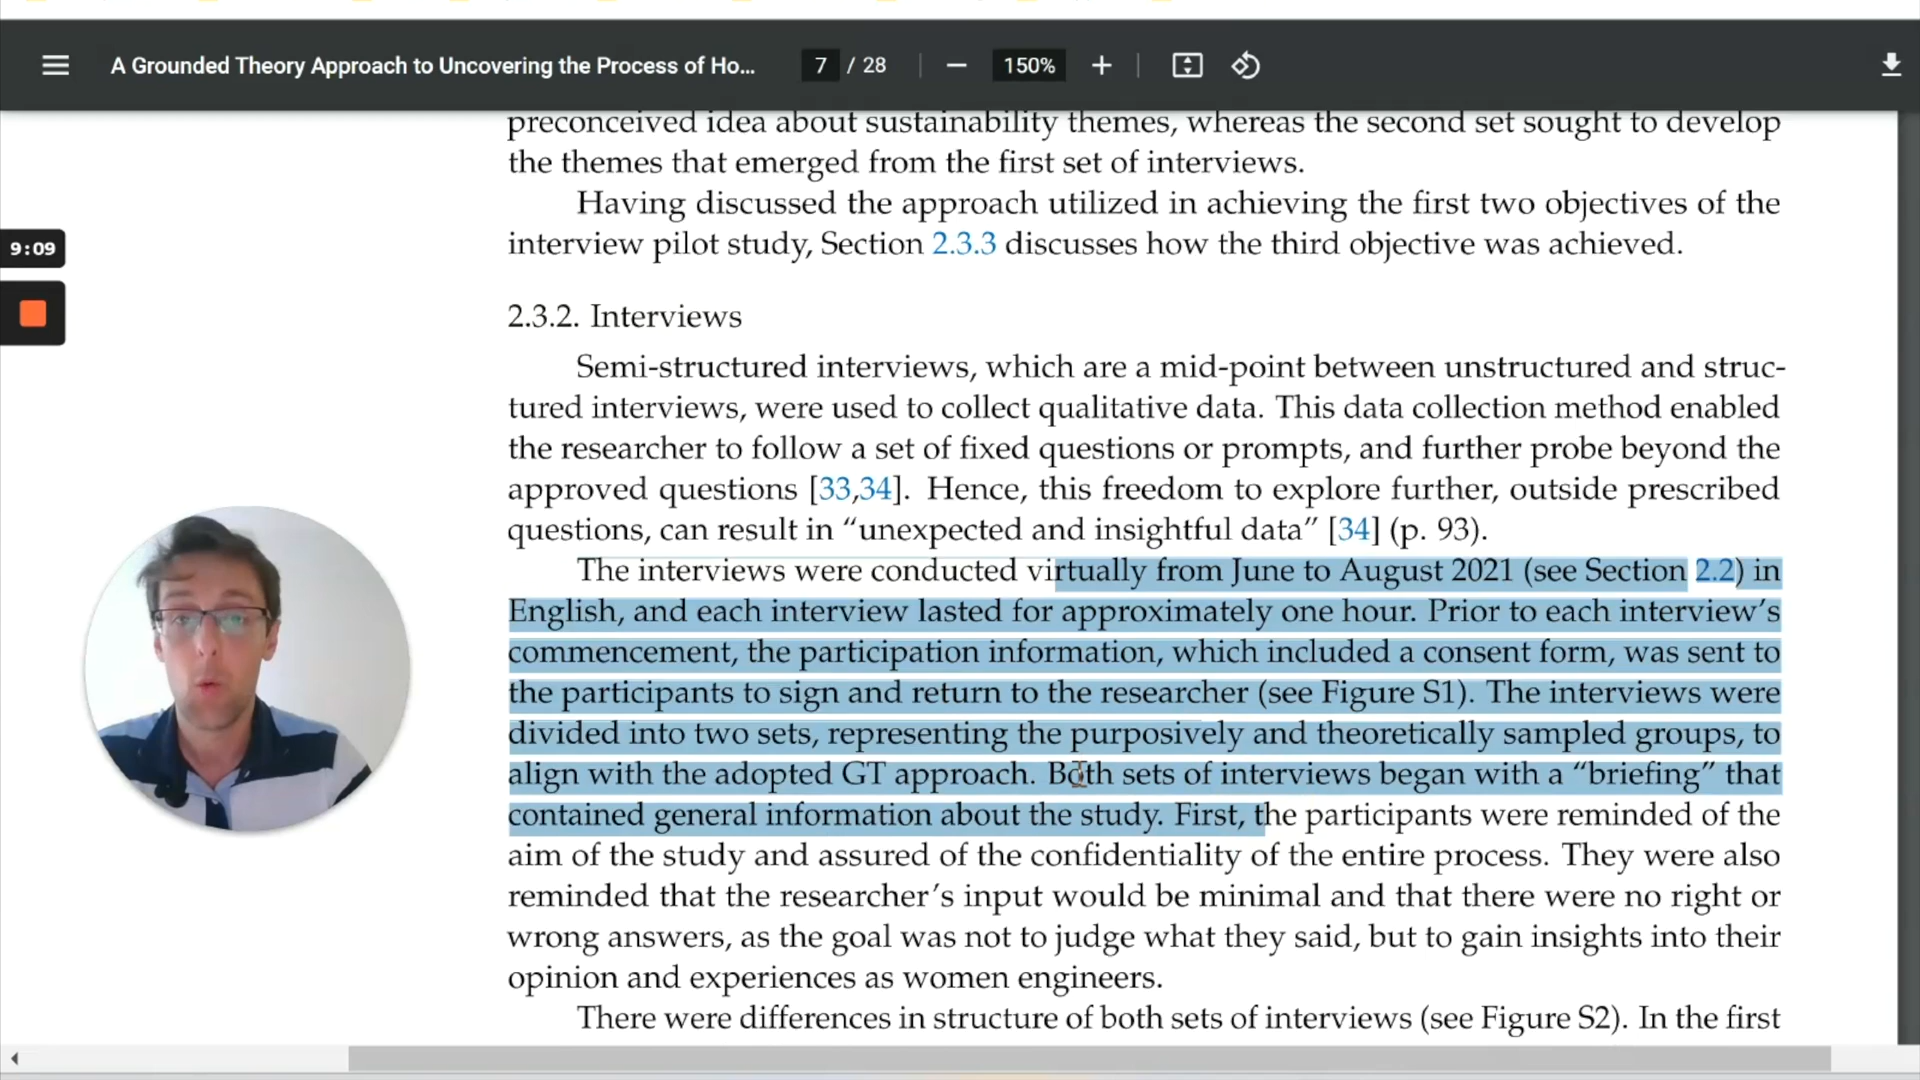 A Grounded Theory Approach to Uncovering the Process of Ho...
7 / 28
150%
preconceived idea about sustainability themes, whereas the second set sought to develop
the themes that emerged from the first set of interviews.
Having discussed the approach utilized in achieving the first two objectives of the
interview pilot study, Section 2.3.3 discusses how the third objective was achieved.
9:09
2.3.2. Interviews
Semi-structured interviews, which are a mid-point between unstructured and struc-
tured interviews, were used to collect qualitative data. This data collection method enabled
the researcher to follow a set of fixed questions or prompts, and further probe beyond the
approved questions [33,34]. Hence, this freedom to explore further, outside prescribed
questions, can result in “unexpected and insightful data” [34] (p. 93).
The interviews were conducted virtually from June to August 2021 (see Section 2.2) in
English, and each interview lasted for approximately one hour. Prior to each interview’s
commencement, the participation information, which included a consent form, was sent to
the participants to sign and return to the researcher (see Figure S1). The interviews were
divided into two sets, representing the purposively and theoretically sampled groups, to
align with the adopted GT approach. Both sets of interviews began with a “briefing” that
contained general information about the study. First, the participants were reminded of the
aim of the study and assured of the confidentiality of the entire process. They were also
reminded that the researcher’s input would be minimal and that there were no right or
wrong answers, as the goal was not to judge what they said, but to gain insights into their
opinion and experiences as women engineers.
There were differences in structure of both sets of interviews (see Figure S2). In the first